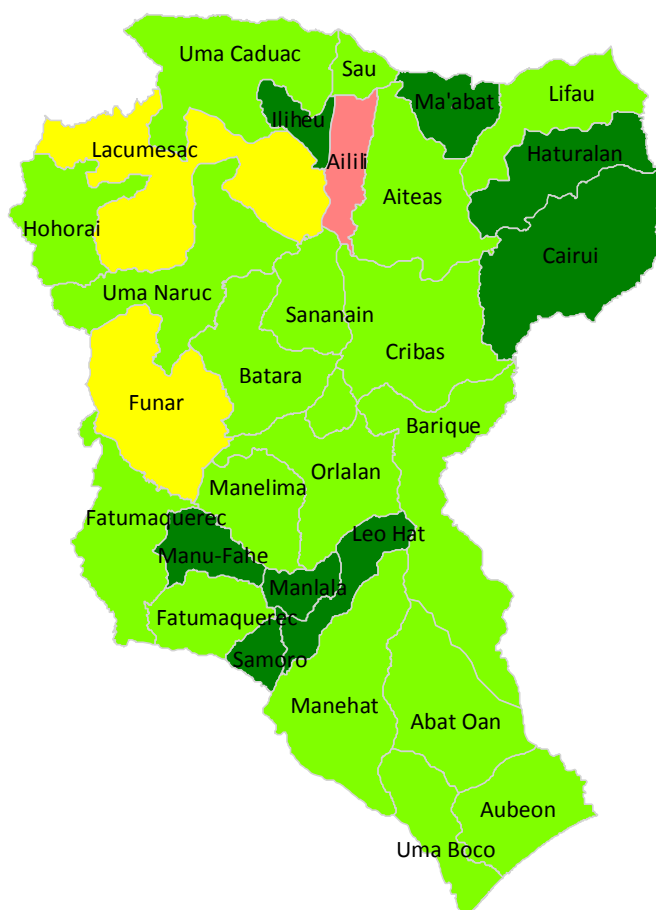 Uma Caduac
Sau
Ma'abat
Lifau
Iliheu
Lacumesac
Ailili
Haturalan
Aiteas
Hohorai
Cairui
Uma Naruc
Sananain
Cribas
Batara
Funar
Barique
Orlalan
Manelima
Fatumaquerec
Leo Hat
Manu-Fahe
Manlala
Fatumaquerec
Samoro
Manehat
Abat Oan
Aubeon
Uma Boco